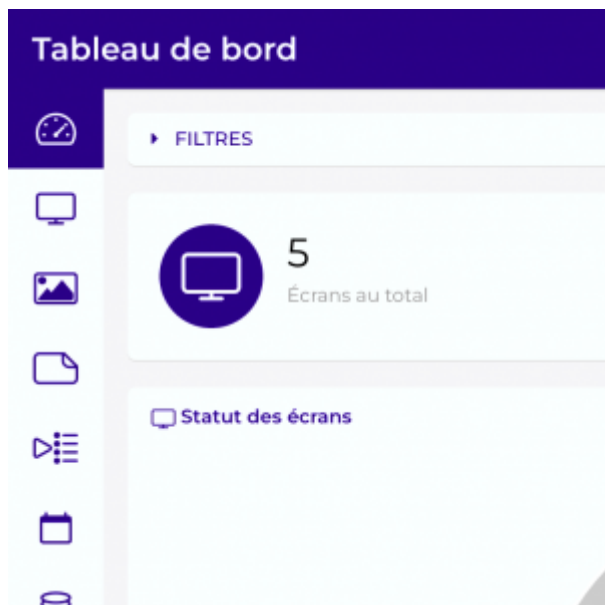 Tableau de bord
FILTRES
5
Écrans au total
Statut des écrans